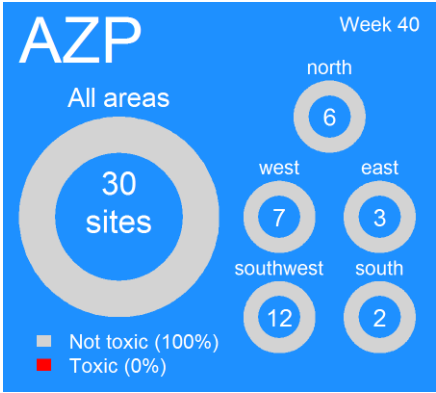 AZP
Week 40
All areas
30
sites
north
6
west
7
east
3
southwest
12
south
2
Not toxic (100%)
Toxic (0%)